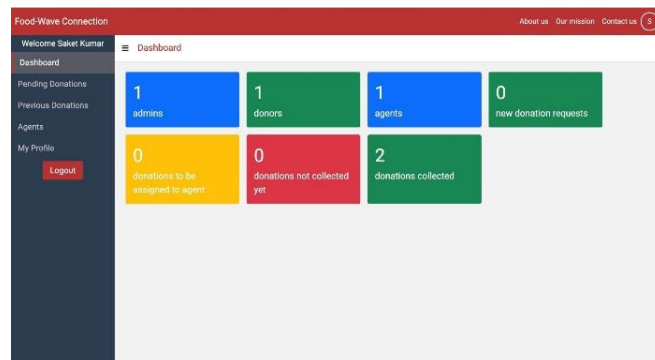 Food-Wave Connection
About us Our mission Contact us S
Welcome Saket Kumar
Dashboard
Pending Donations
Previous Donations
Agents
My Profile
Logout
Dashboard
1
admins
1
donors
1
agents
0
new donation requests
0
donations to be
assigned to agent
0
donations not collected
yet
2
donations collected